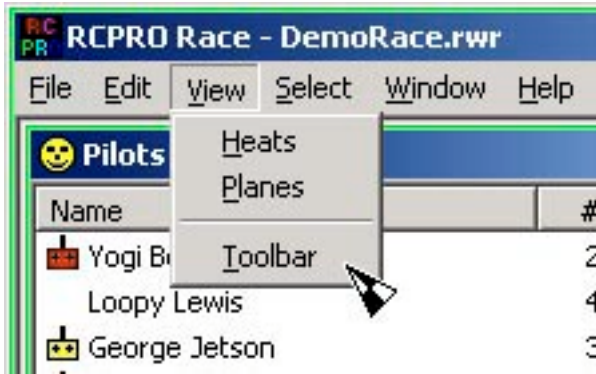 RC
PR RCPRO Race - DemoRace.rwr
File Edit View Select Window Help
Heats
Planes
Toolbar
Pilots
Name #
Yogi 2
Loopy Lewis 4
George Jetson 3